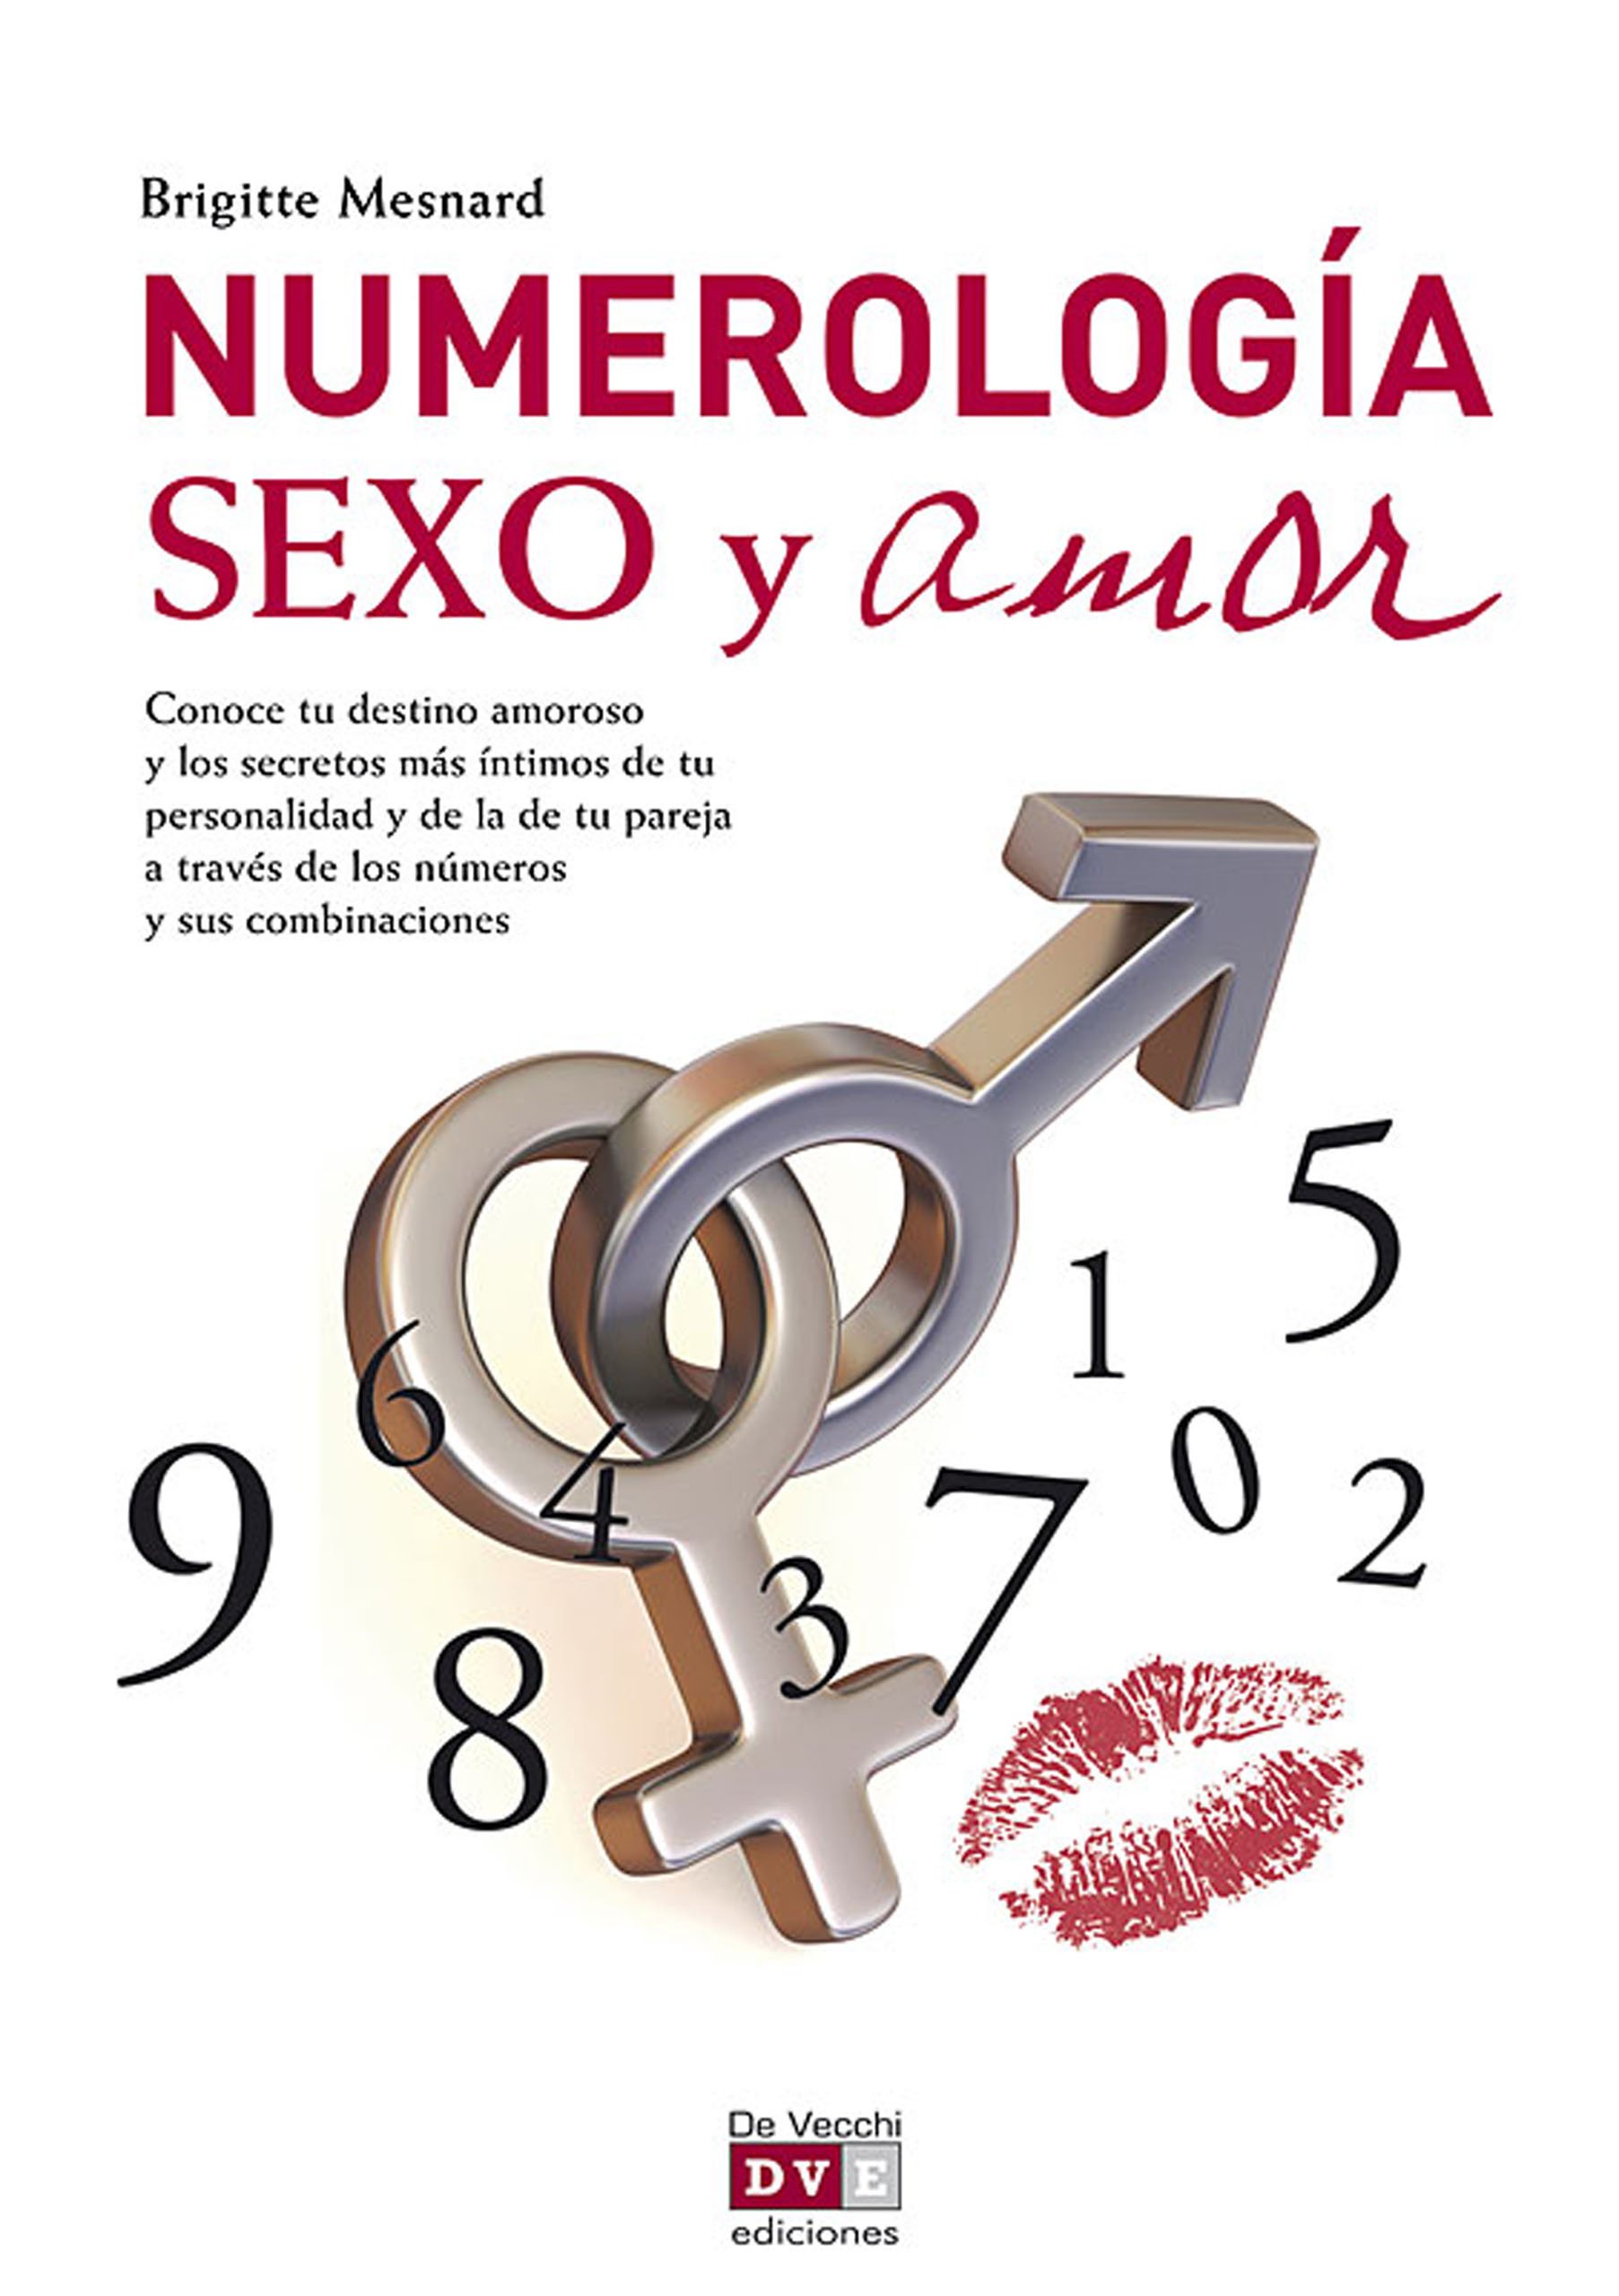 Brigitte Mesnard
NUMEROLOGÍA
SEXO y amor
Conoce tu destino amoroso
y los secretos más íntimos de tu
personalidad y de la de tu pareja
a través de los números
y sus combinaciones
5
1
6
0
9
4
7
2
3
8
De Vecchi
DVE
ediciones